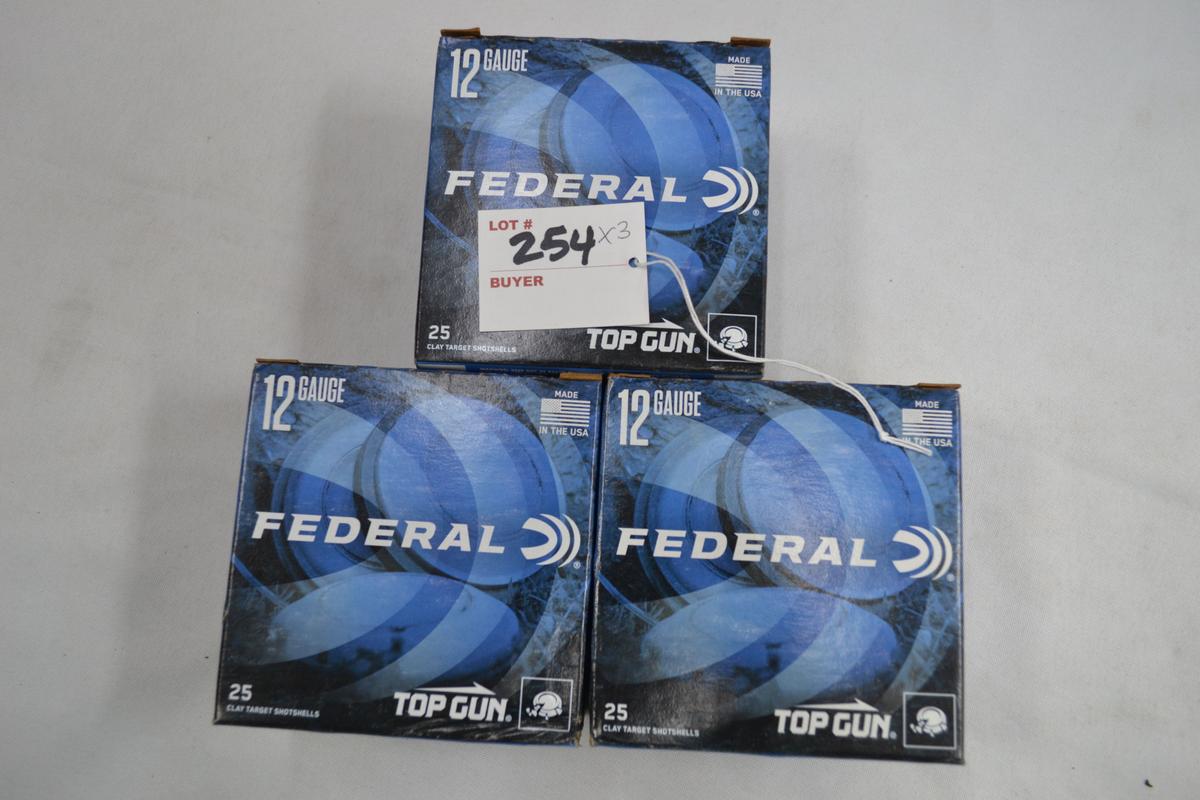 12 GAUGE
MADE
IN THE USA
FEDERAL®
LOT #
254 x3
BUYER
25
CLAY TARGET SHOTSHELLS
TOP GUN®
12 GAUGE
MADE
IN THE USA
FEDERAL®
25
CLAY TARGET SHOTSHELLS
TOP GUN®
12 GAUGE
MADE
IN THE USA
FEDERAL®
25
CLAY TARGET SHOTSHELLS
TOP GUN®